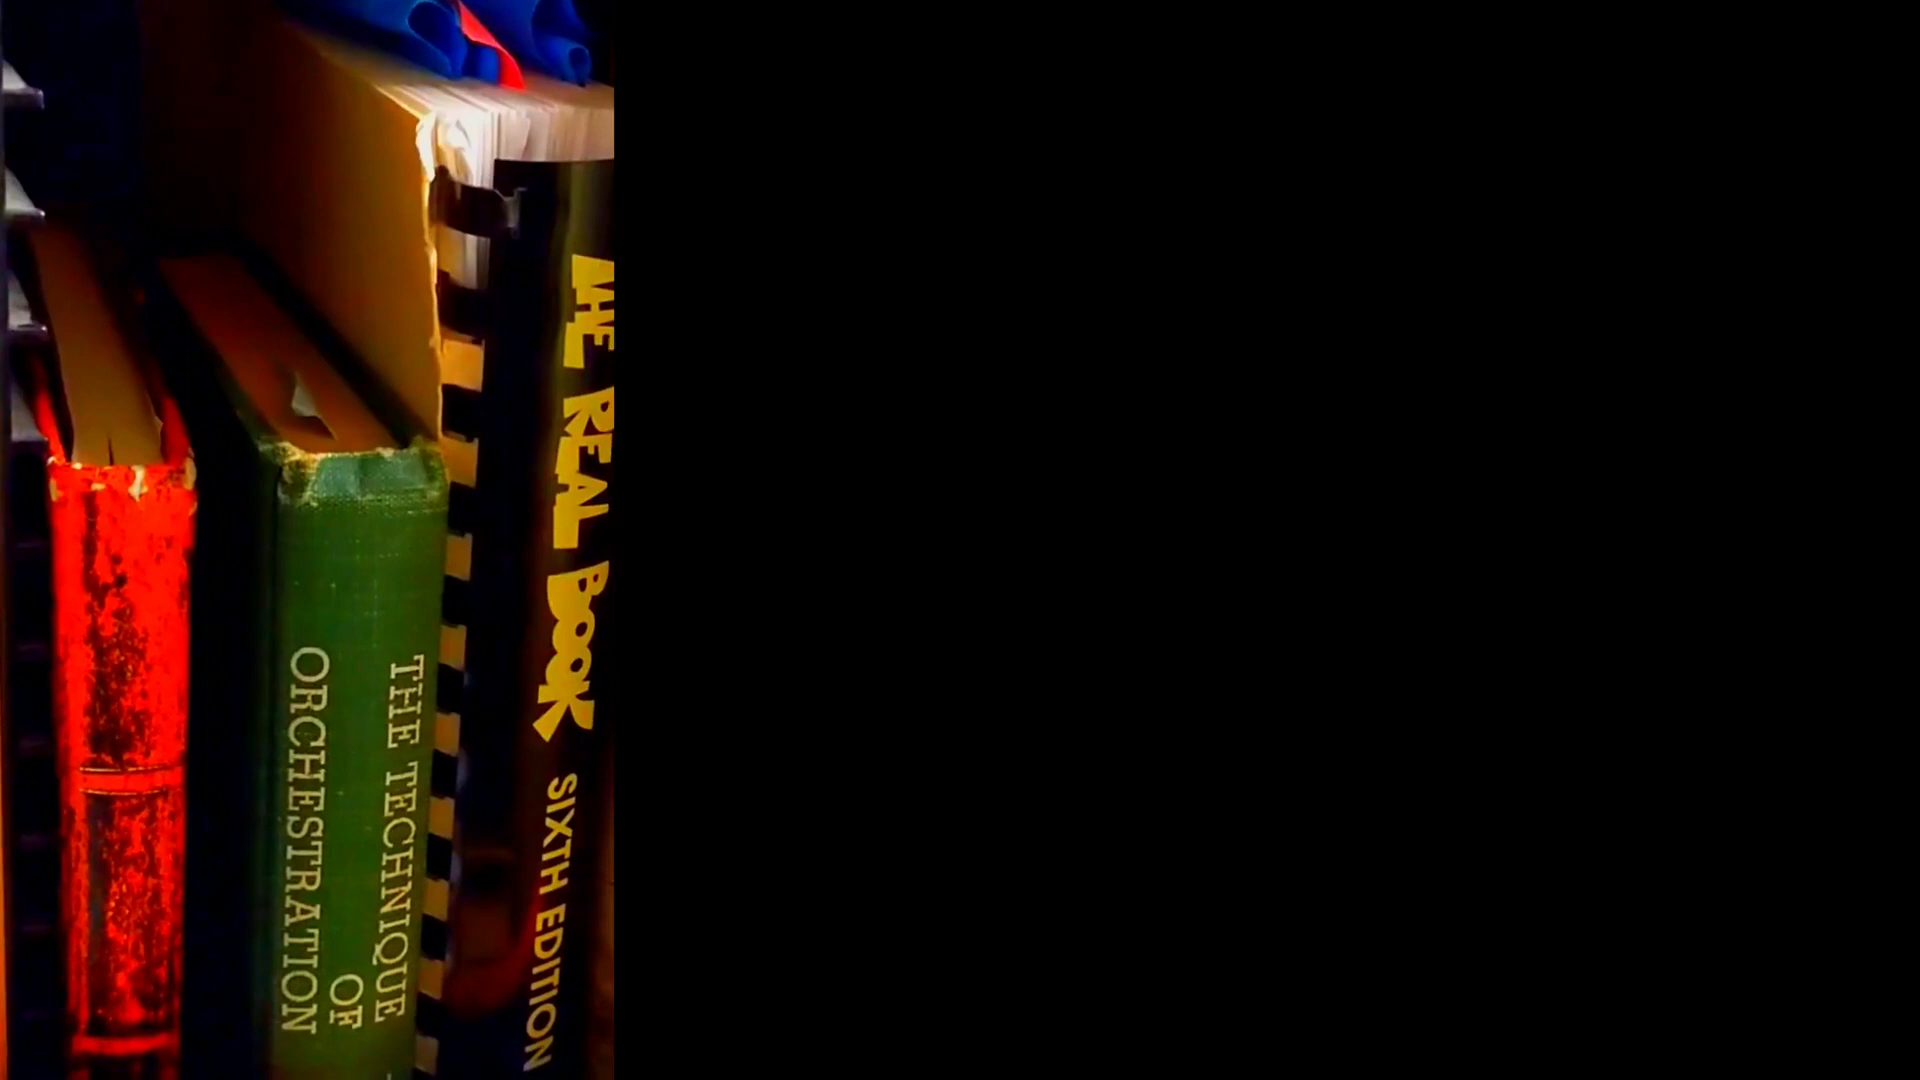 THE TECHNIQUE
OF
ORCHESTRATION
THE REAL BOOK SIXTH EDITION